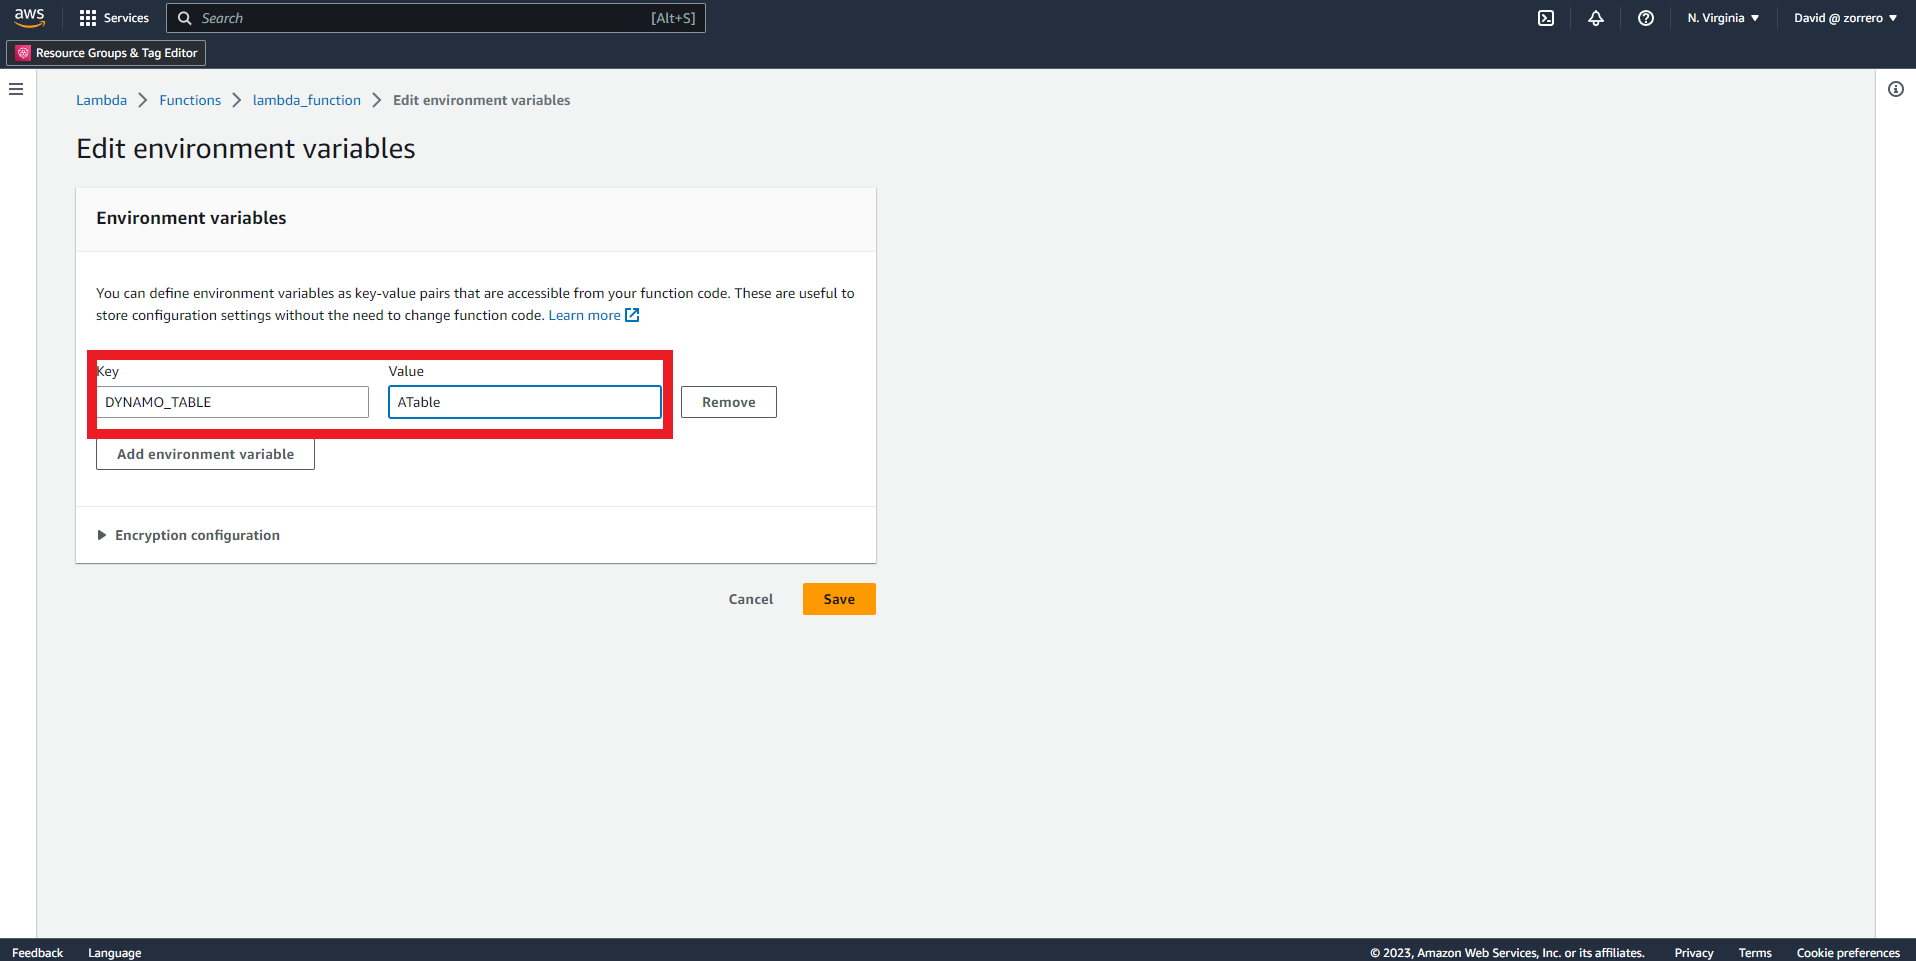 aws
Services
Search
[Alt+S]
N. Virginia
David @ zorrero
Resource Groups & Tag Editor
Lambda
Functions
lambda_function
Edit environment variables
Edit environment variables
Environment variables
You can define environment variables as key-value pairs that are accessible from your function code. These are useful to
store configuration settings without the need to change function code. Learn more
Key
Value
DYNAMO_TABLE
ATable
Remove
Add environment variable
Encryption configuration
Cancel
Save
Feedback
Language
© 2023, Amazon Web Services, Inc. or its affiliates.
Privacy
Terms
Cookie preferences